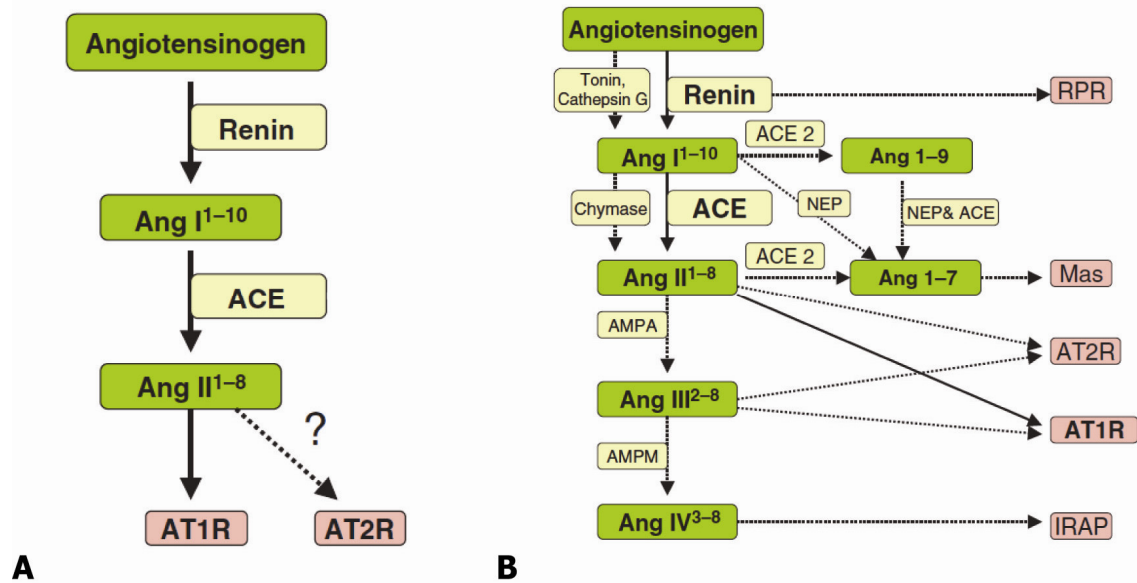 Angiotensinogen
Renin
Ang I¹⁻¹⁰
ACE
Ang II¹⁻⁸
?
AT1R
AT2R
A
Angiotensinogen
Tonin,
Cathepsin G
Renin
RPR
Ang I¹⁻¹⁰
ACE 2
Ang 1–9
Chymase
ACE
NEP
NEP& ACE
Ang II¹⁻⁸
ACE 2
Ang 1–7
Mas
AMPA
AT2R
Ang III²⁻⁸
AT1R
AMPM
Ang IV³⁻⁸
IRAP
B